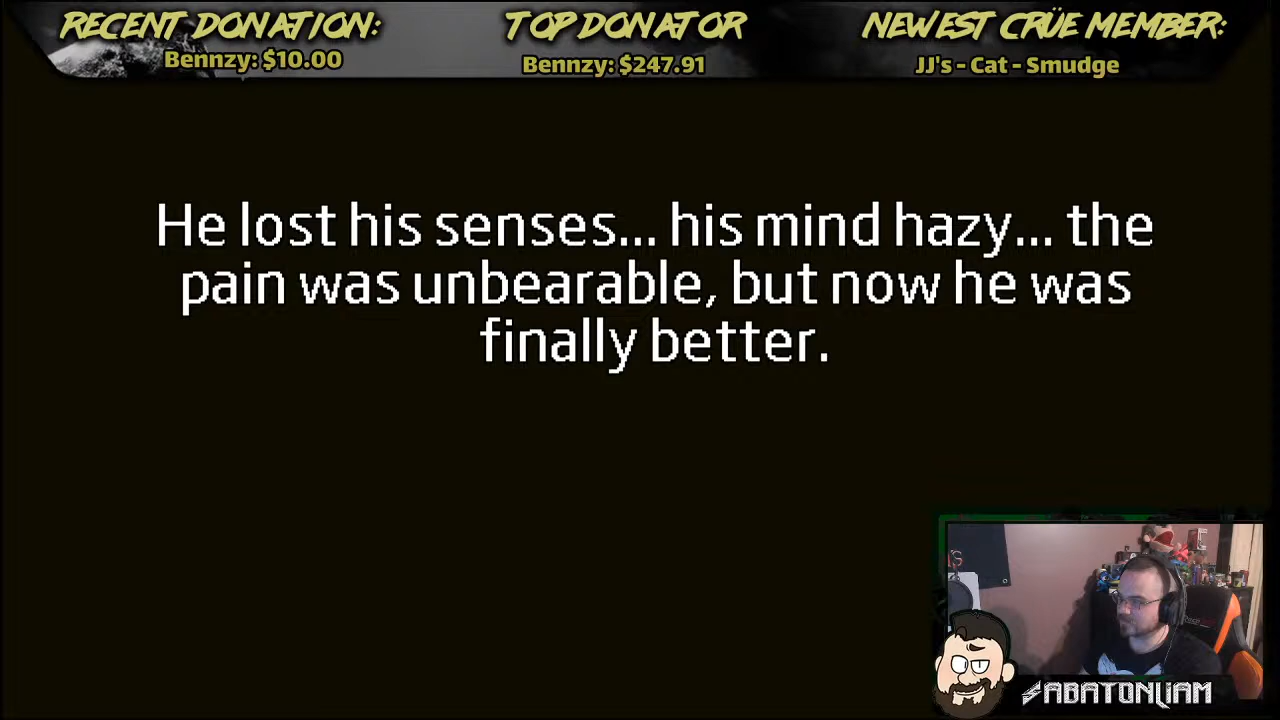 RECENT DONATION:
Bennzy: $10.00
TOP DONATOR
Bennzy: $247.91
NEWEST CRÜE MEMBER:
JJ's - Cat - Smudge
He lost his senses... his mind hazy... the
pain was unbearable, but now he was
finally better.
SABATONLIAM